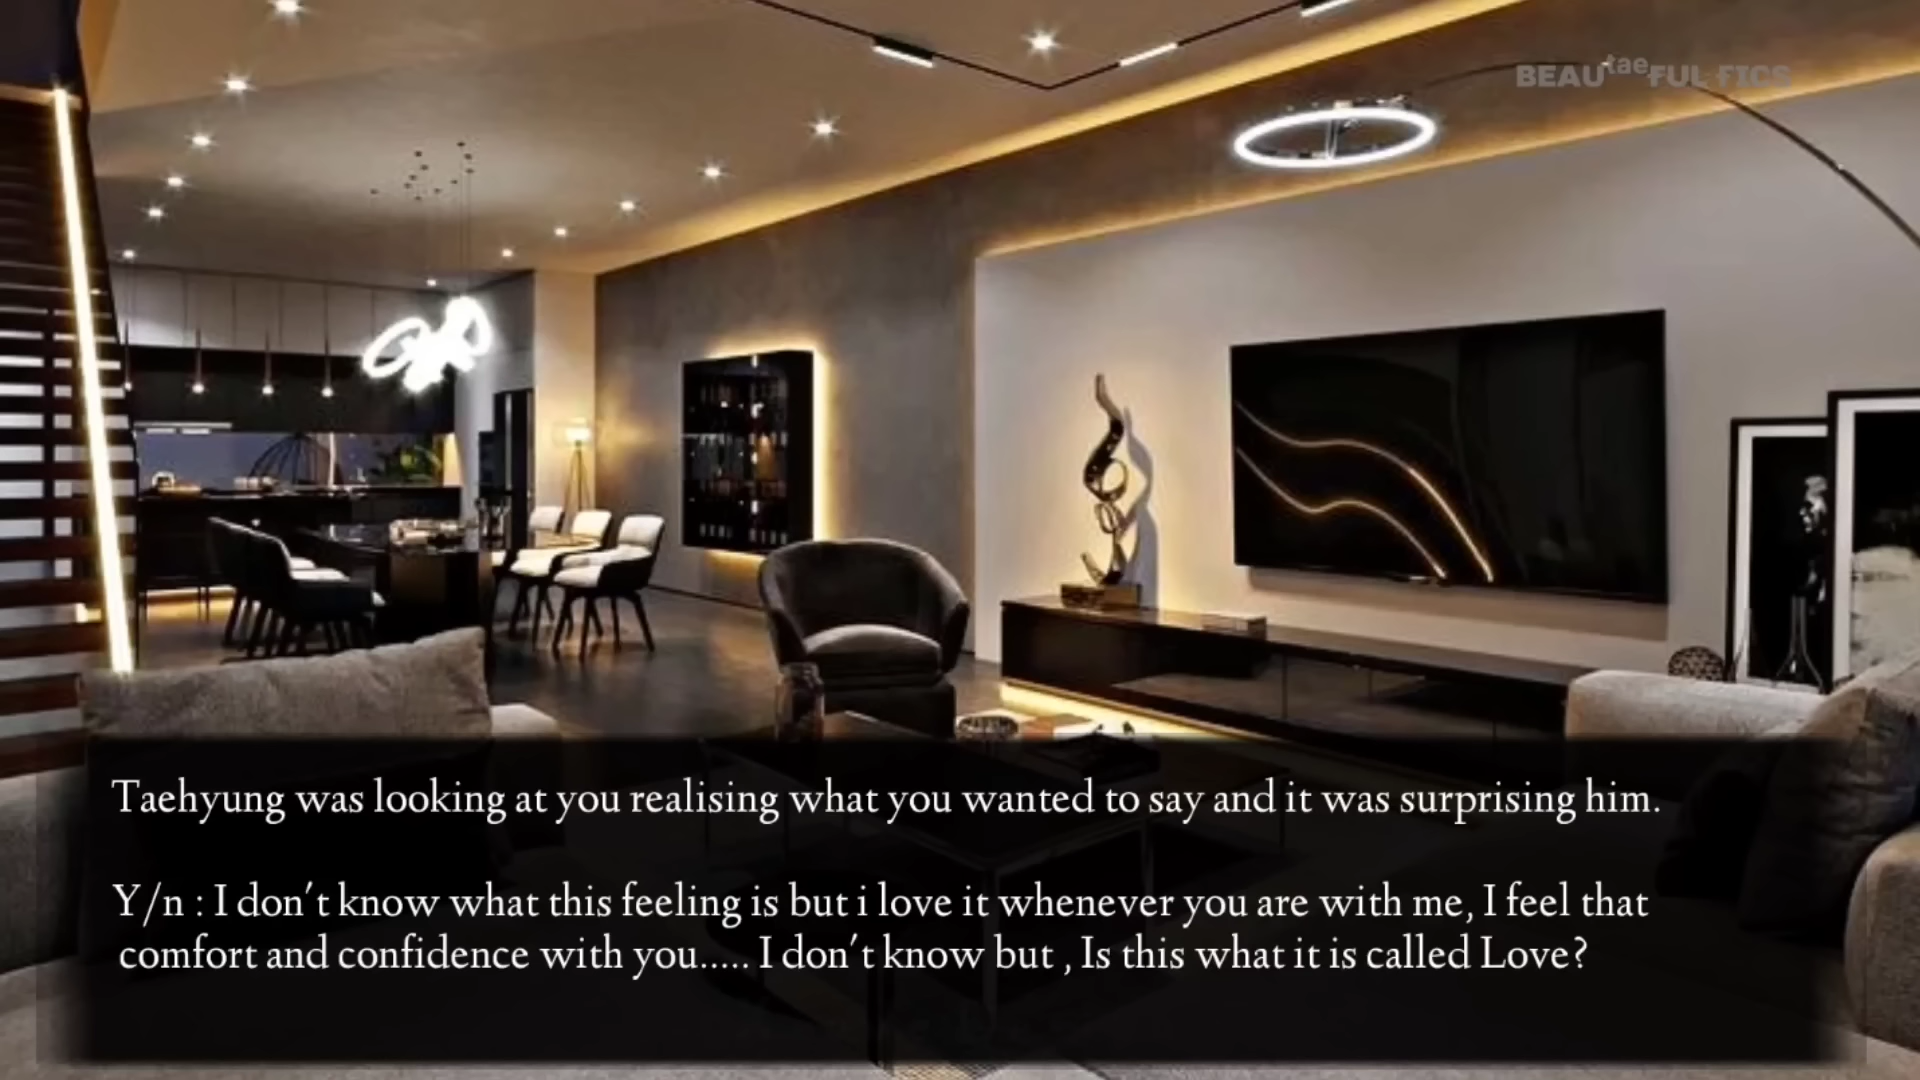 BEAUtaeFUL FICS
Taehyung was looking at you realising what you wanted to say and it was surprising him.
Y/n : I don't know what this feeling is but i love it whenever you are with me, I feel that
comfort and confidence with you..... I don't know but , Is this what it is called Love?